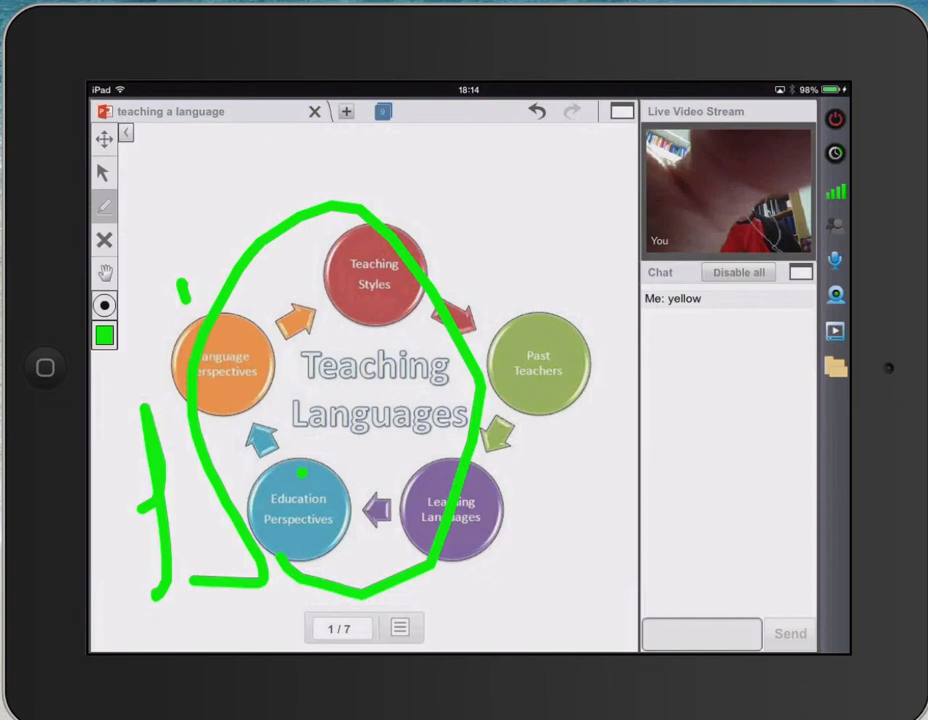 iPad 18:14 98%
teaching a language 9 Live Video Stream
You
Chat Disable all
Me: yellow
Teaching
Styles
Language
Perspectives
Past
Teachers
Teaching
Languages
Education
Perspectives
Learning
Languages
1 / 7
Send